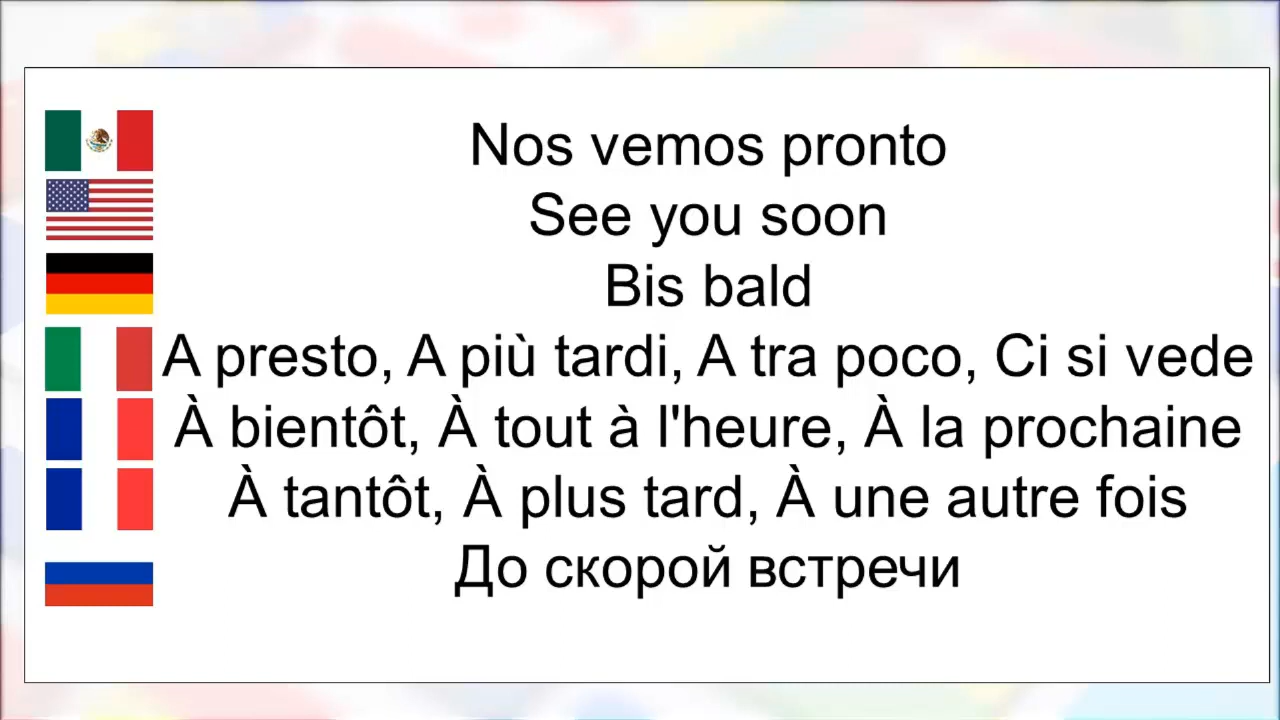 Nos vemos pronto
See you soon
Bis bald
A presto, A più tardi, A tra poco, Ci si vede
À bientôt, À tout à l'heure, À la prochaine
À tantôt, À plus tard, À une autre fois
До скорой встречи